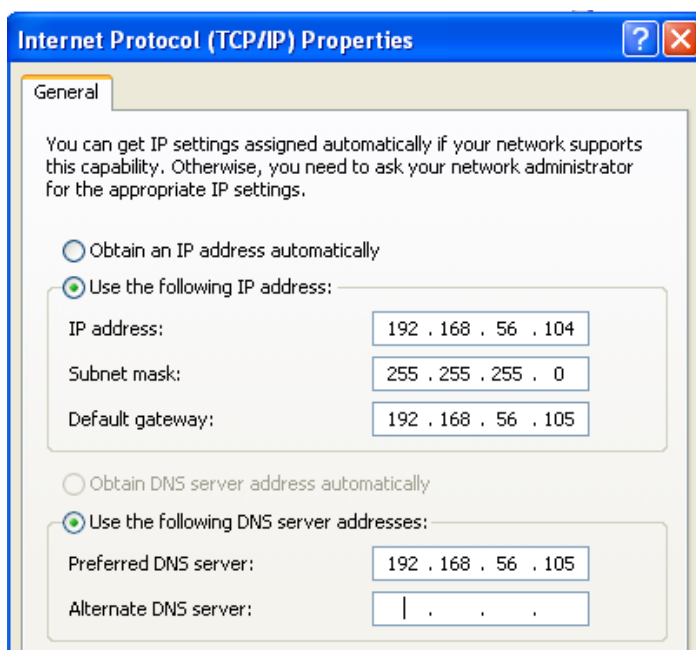 Internet Protocol (TCP/IP) Properties
General
You can get IP settings assigned automatically if your network supports
this capability. Otherwise, you need to ask your network administrator
for the appropriate IP settings.
Obtain an IP address automatically
Use the following IP address:
IP address: 192 . 168 . 56 . 104
Subnet mask: 255 . 255 . 255 . 0
Default gateway: 192 . 168 . 56 . 105
Obtain DNS server address automatically
Use the following DNS server addresses:
Preferred DNS server: 192 . 168 . 56 . 105
Alternate DNS server: . . .